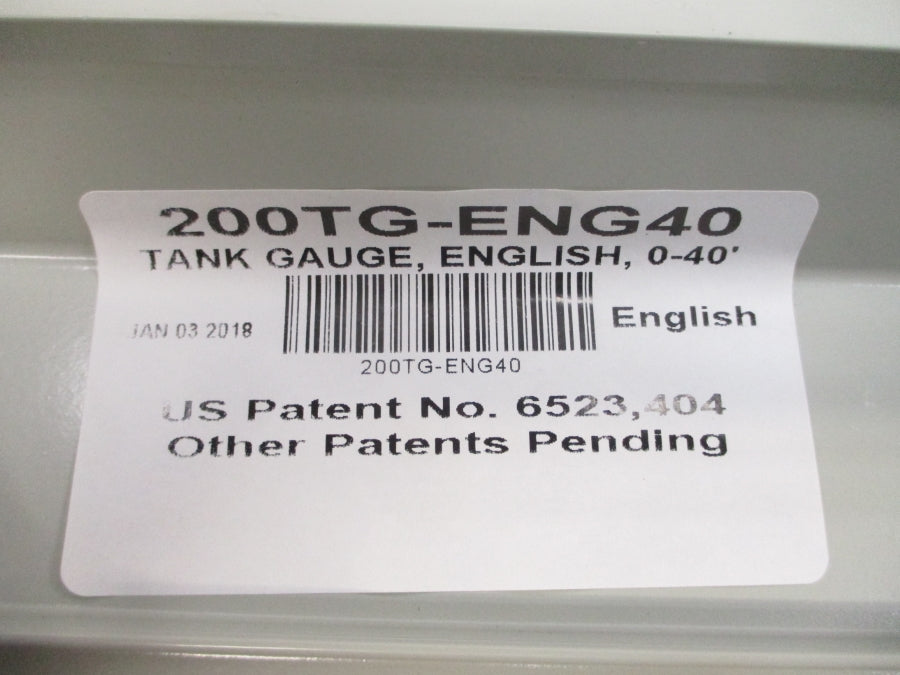 200TG-ENG40
TANK GAUGE, ENGLISH, 0-40'
JAN 03 2018
English
200TG-ENG40
US Patent No. 6523,404
Other Patents Pending